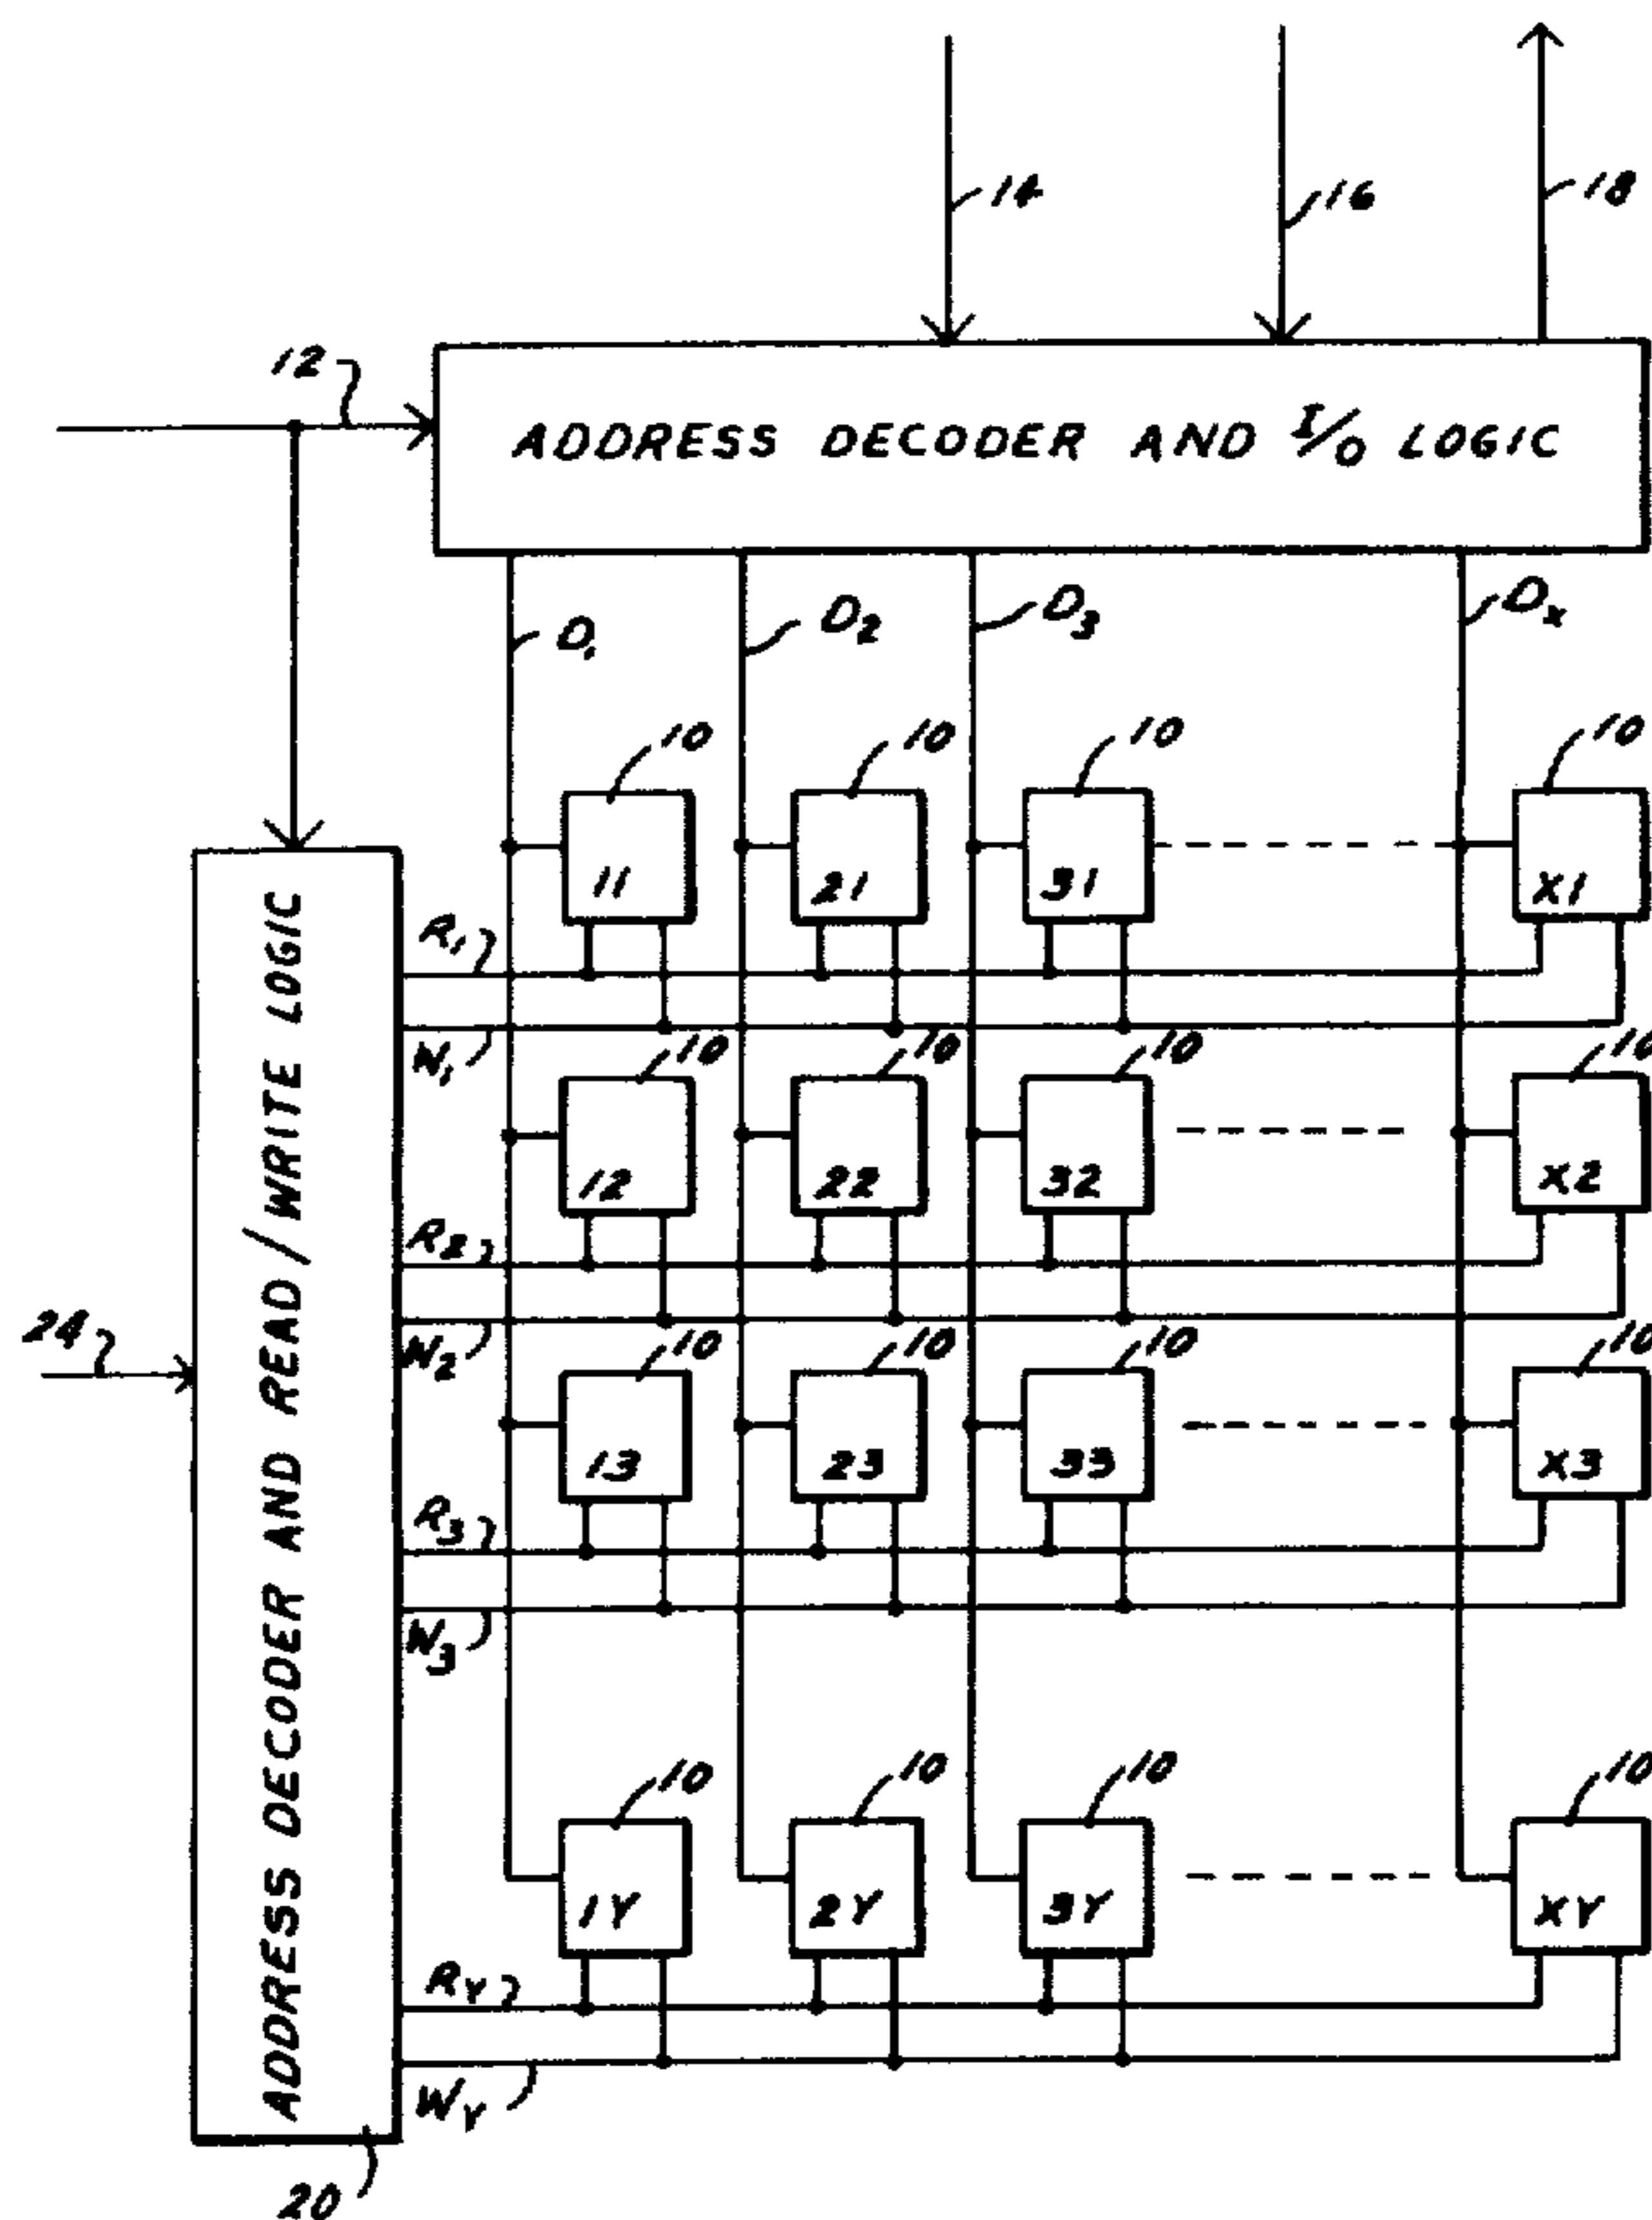 14 16 18
12
ADDRESS DECODER AND I/O LOGIC
D1 D2 D3 Dx
10 10 10 10
11 21 31 X1
R1
W1
10 10 10 10
12 22 32 X2
R2
24
W2
10 10 10 10
13 23 33 X3
R3
W3
10 10 10 10
1Y 2Y 3Y XY
RY
WY
ADDRESS DECODER AND READ/WRITE LOGIC
20